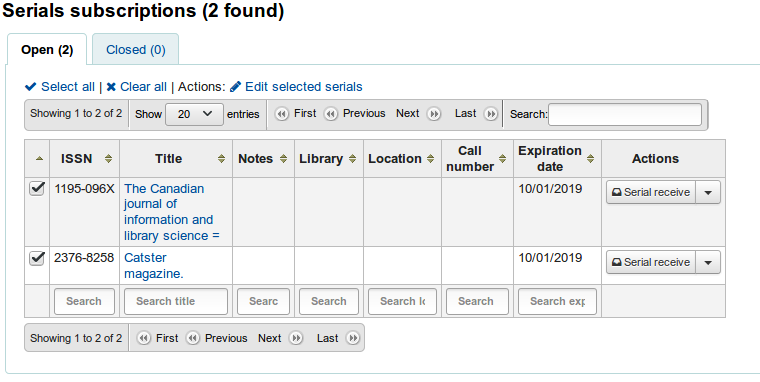 Serials subscriptions (2 found)
Open (2) Closed (0)
Select all | Clear all | Actions: Edit selected serials
Showing 1 to 2 of 2 Show 20 entries First Previous Next Last Search:
ISSN Title Notes Library Location Call number Expiration date Actions
1195-096X The Canadian journal of information and library science = 10/01/2019 Serial receive
2376-8258 Catster magazine. 10/01/2019 Serial receive
Search Search title Searc Search Search lo Search Search exp
Showing 1 to 2 of 2 First Previous Next Last